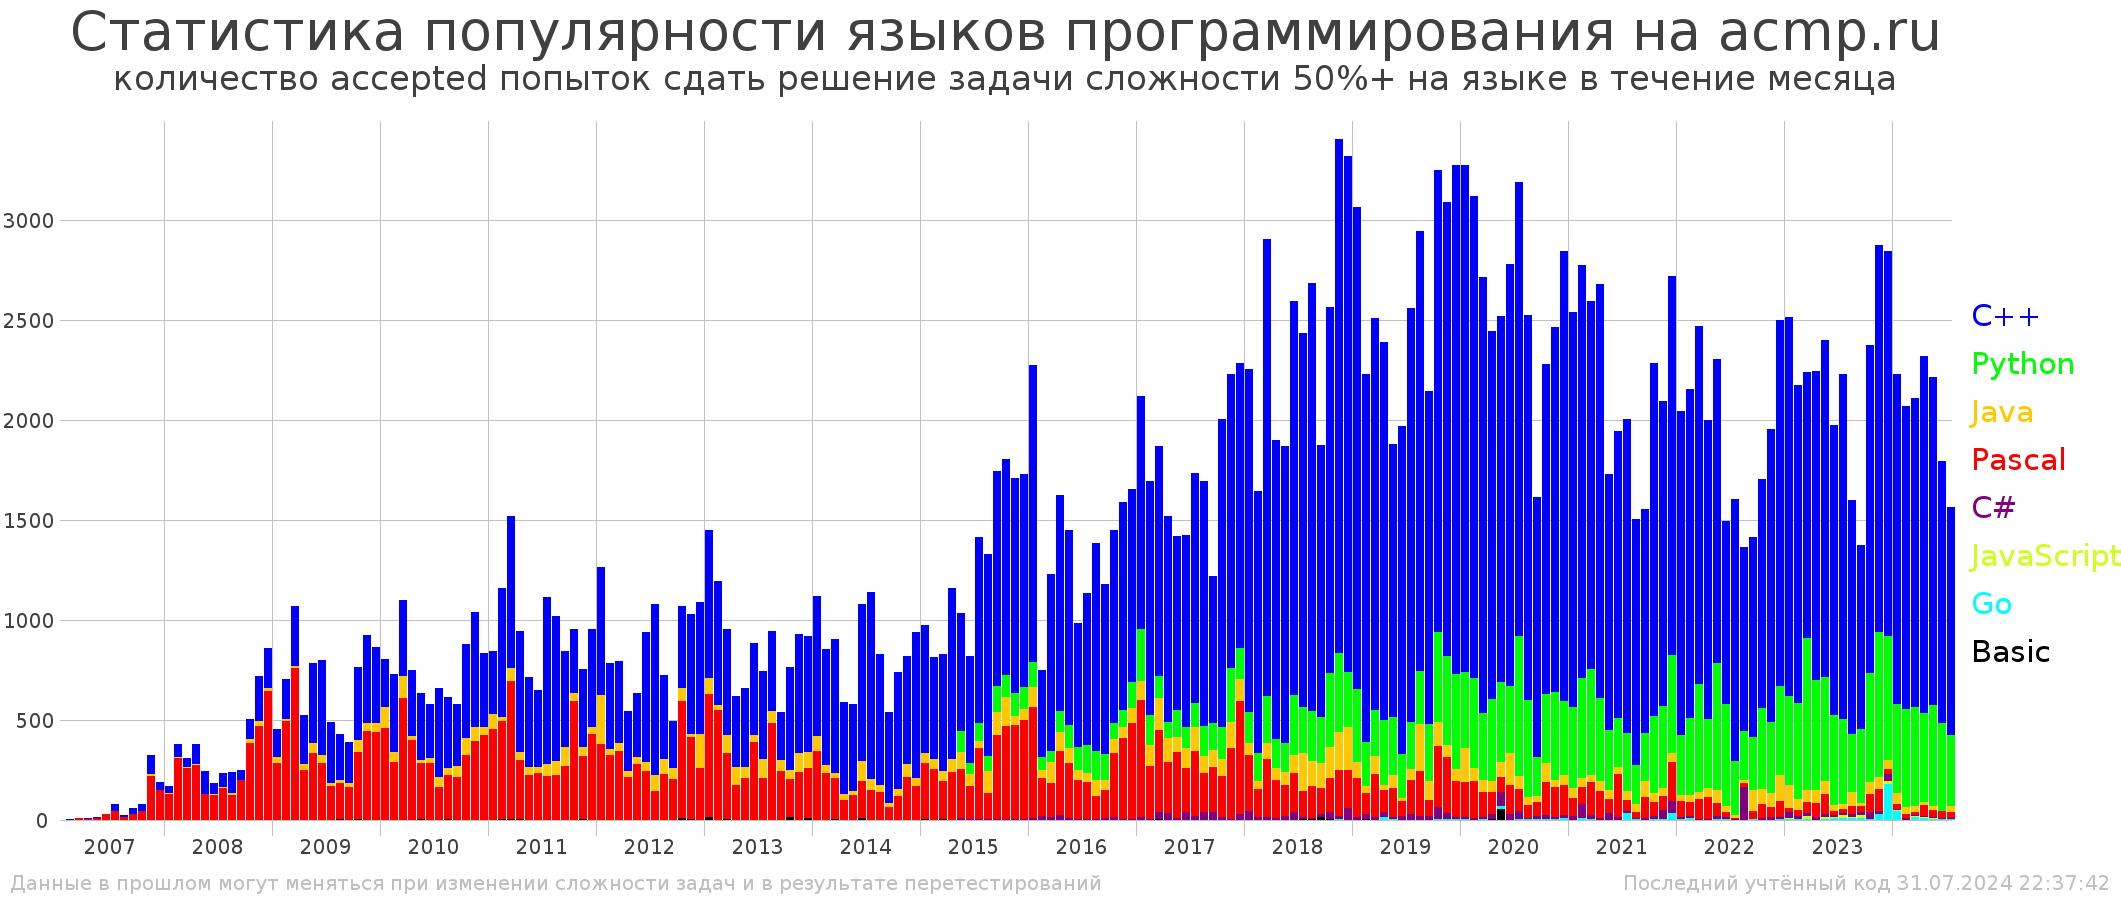 Статистика популярности языков программирования на acmp.ru
количество accepted попыток сдать решение задачи сложности 50%+ на языке в течение месяца
3000
2500
2000
1500
1000
500
0
C++
Python
Java
Pascal
C#
JavaScript
Go
Basic
2007 2008 2009 2010 2011 2012 2013 2014 2015 2016 2017 2018 2019 2020 2021 2022 2023
Данные в прошлом могут меняться при изменении сложности задач и в результате перетестирований
Последний учтённый код 31.07.2024 22:37:42